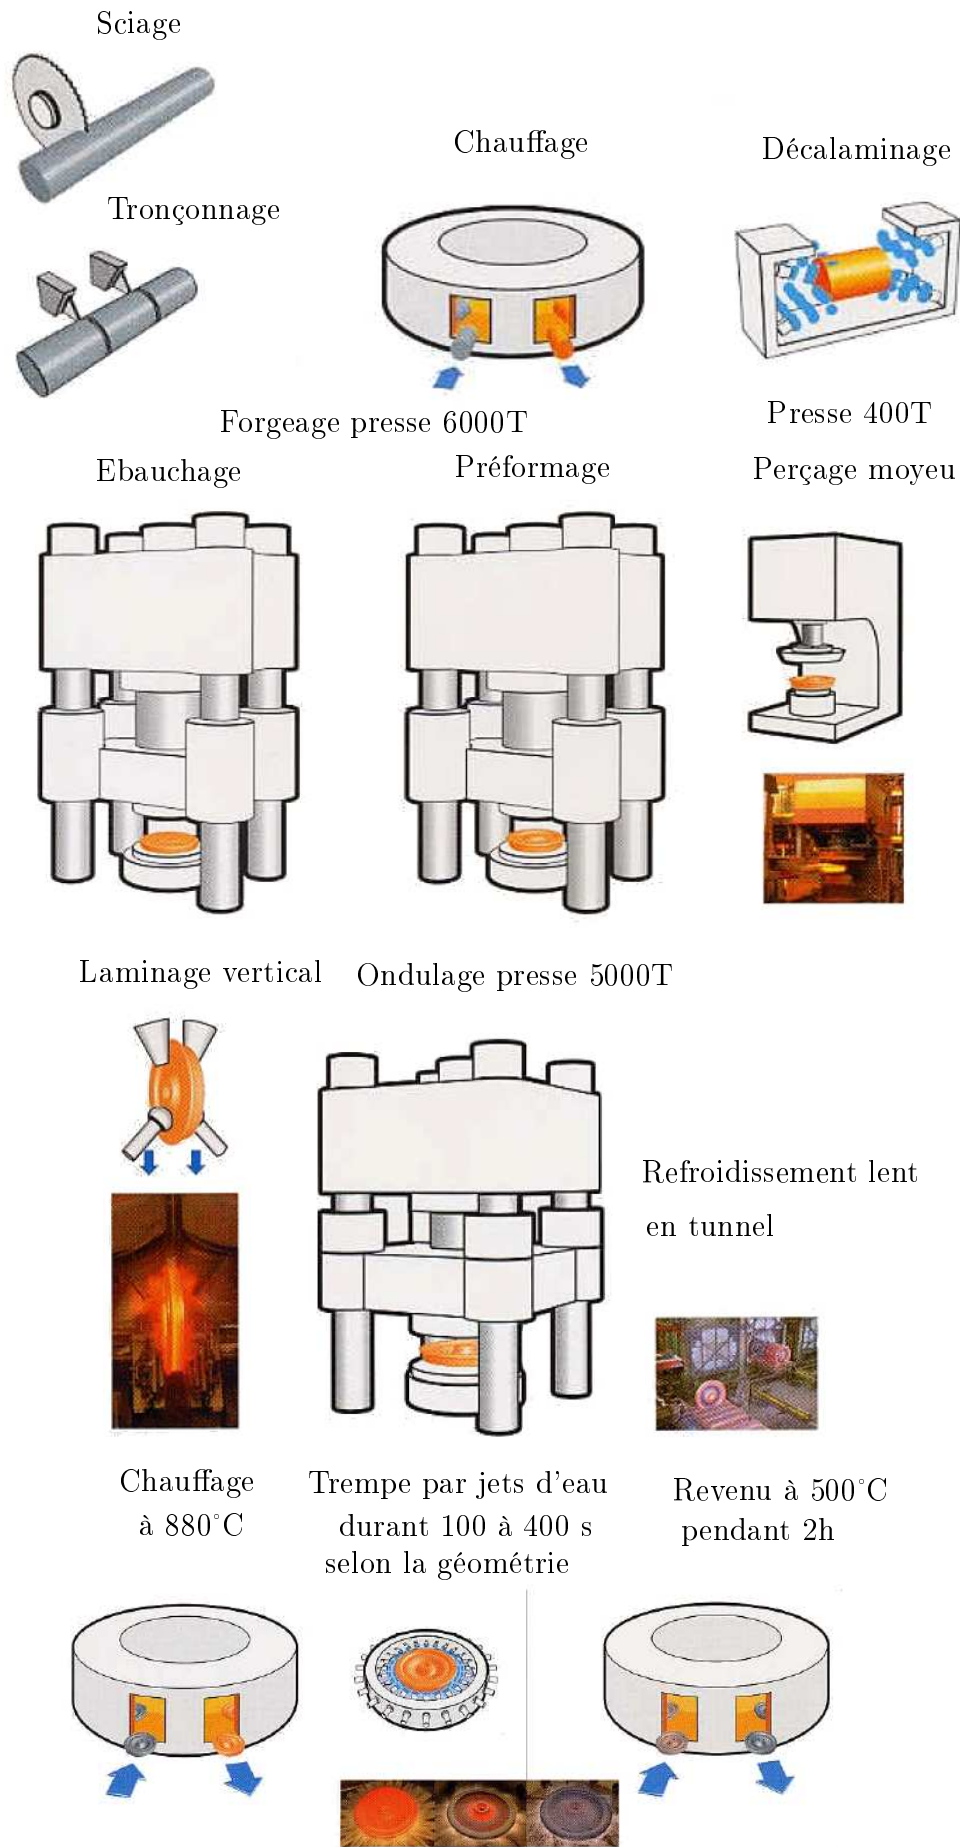 Sciage
Chauffage
Décalaminage
Tronçonnage
Forgeage presse 6000T
Presse 400T
Ebauchage
Préformage
Perçage moyeu
Laminage vertical
Ondulage presse 5000T
Refroidissement lent
en tunnel
Chauffage
à 880°C
Trempe par jets d'eau
durant 100 à 400 s
selon la géométrie
Revenu à 500°C
pendant 2h